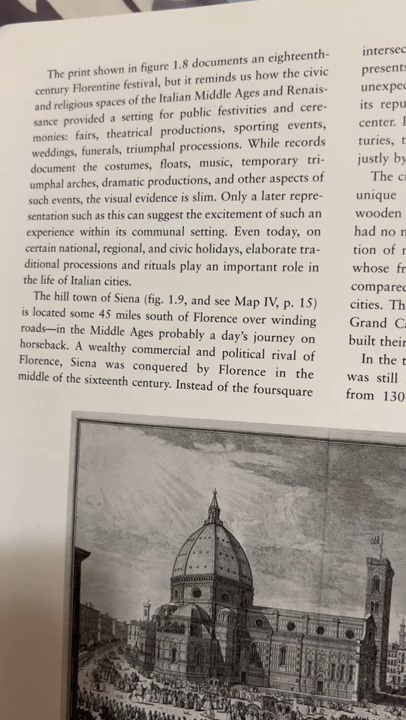 The print shown in figure 1.8 documents an eighteenth-
century Florentine festival, but it reminds us how the civic
and religious spaces of the Italian Middle Ages and Renais-
sance provided a setting for public festivities and cere-
monies: fairs, theatrical productions, sporting events,
weddings, funerals, triumphal processions. While records
document the costumes, floats, music, temporary tri-
umphal arches, dramatic productions, and other aspects of
such events, the visual evidence is slim. Only a later repre-
sentation such as this can suggest the excitement of such an
experience within its communal setting. Even today, on
certain national, regional, and civic holidays, elaborate tra-
ditional processions and rituals play an important role in
the life of Italian cities.
The hill town of Siena (fig. 1.9, and see Map IV, p. 15)
is located some 45 miles south of Florence over winding
roads—in the Middle Ages probably a day's journey on
horseback. A wealthy commercial and political rival of
Florence, Siena was conquered by Florence in the
middle of the sixteenth century. Instead of the foursquare
intersec
present
unexpec
its repu
center. I
turies, t
justly by
The ci
unique
wooden
had no n
tion of r
whose fr
compared
cities. Th
Grand Ca
built their
In the t
was still
from 130